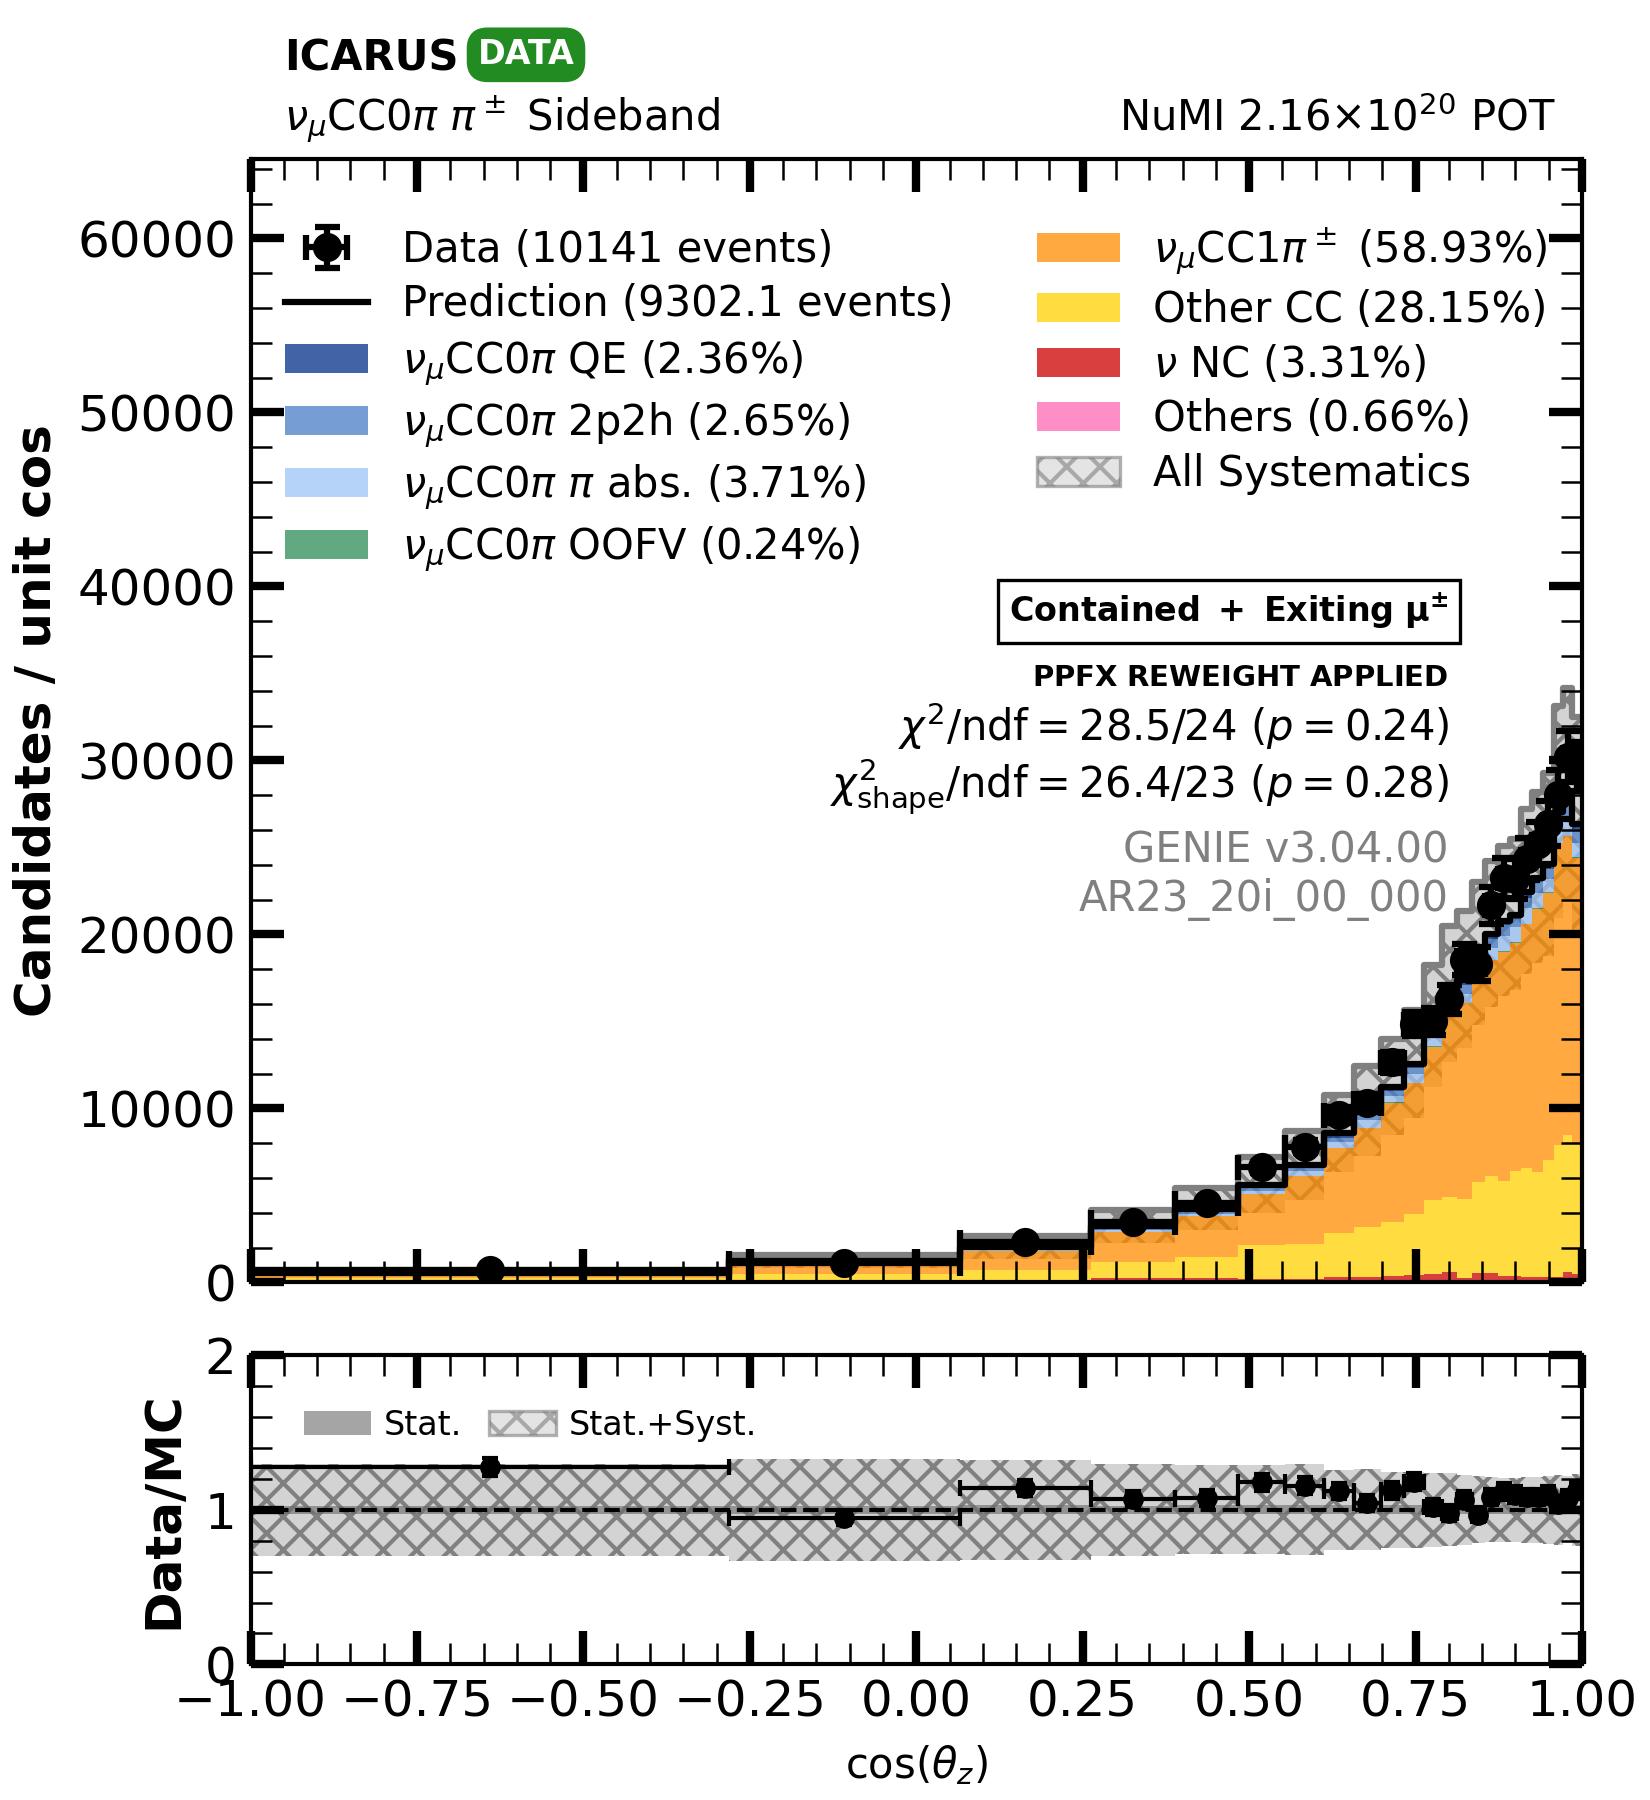 ICARUS DATA
νμCC0π π± Sideband
NuMI 2.16×10²⁰ POT
Candidates / unit cos
60000
50000
40000
30000
20000
10000
0
Data (10141 events)
Prediction (9302.1 events)
νμCC0π QE (2.36%)
νμCC0π 2p2h (2.65%)
νμCC0π π abs. (3.71%)
νμCC0π OOFV (0.24%)
νμCC1π± (58.93%)
Other CC (28.15%)
ν NC (3.31%)
Others (0.66%)
All Systematics
Contained + Exiting μ±
PPFX REWEIGHT APPLIED
χ²/ndf = 28.5/24 (p = 0.24)
χ²shape/ndf = 26.4/23 (p = 0.28)
GENIE v3.04.00
AR23_20i_00_000
Data/MC
2
1
0
Stat. Stat.+Syst.
−1.00 −0.75 −0.50 −0.25 0.00 0.25 0.50 0.75 1.00
cos(θz)